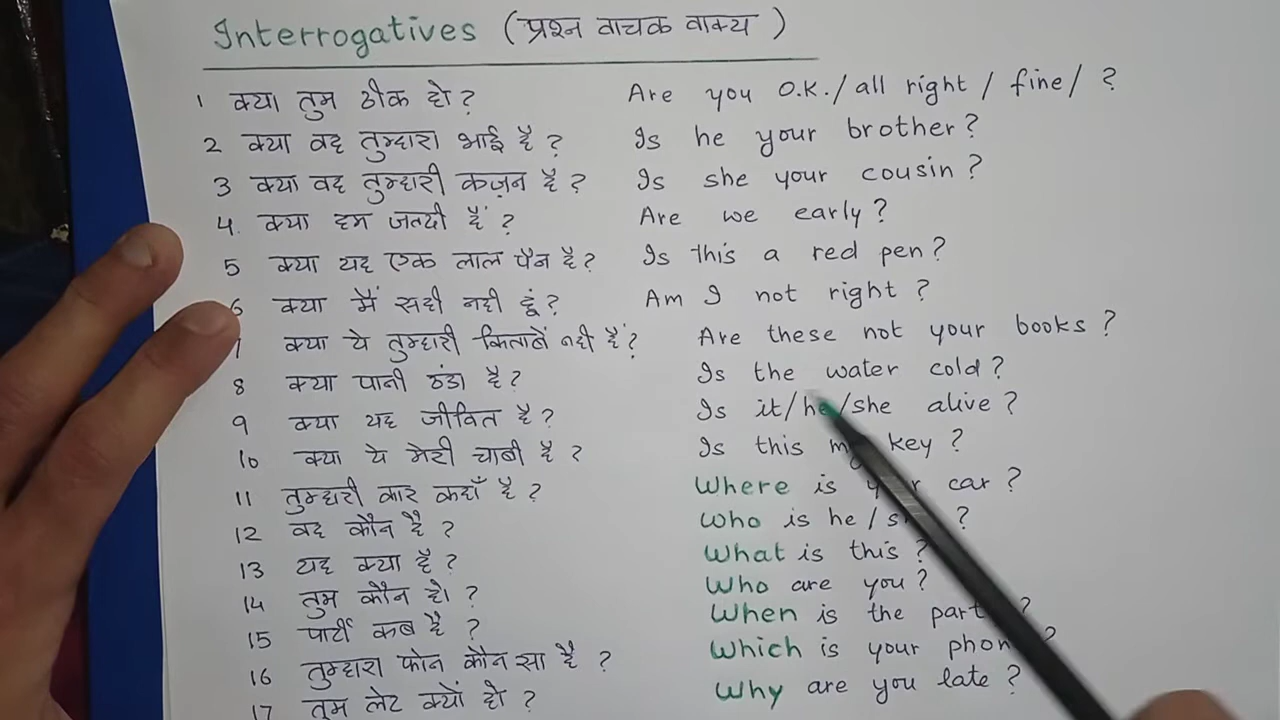 Interrogatives (प्रश्न वाचक वाक्य)
1 क्या तुम ठीक हो? Are you O.K./all right / fine/ ?
2 क्या वह तुम्हारा भाई है? Is he your brother?
3 क्या वह तुम्हारी कज़न है? Is she your cousin?
4. क्या हम जल्दी हैं? Are we early?
5 क्या यह एक लाल पैन है? Is this a red pen?
6 क्या मैं सही नही हूं? Am I not right?
7 क्या ये तुम्हारी किताबें नही हैं? Are these not your books?
8 क्या पानी ठंडा है? Is the water cold?
9 क्या यह जीवित है? Is it/he/she alive?
10 क्या ये मेरी चाबी है? Is this my key?
11 तुम्हारी कार कहाँ है? Where is your car?
12 वह कौन है? Who is he / ?
13 यह क्या है? What is this?
14 तुम कौन हो? Who are you?
15 पार्टी कब है? When is the party?
16 तुम्हारा फोन कौन सा है? Which is your phone?
17 तुम लेट क्यों हो? Why are you late?